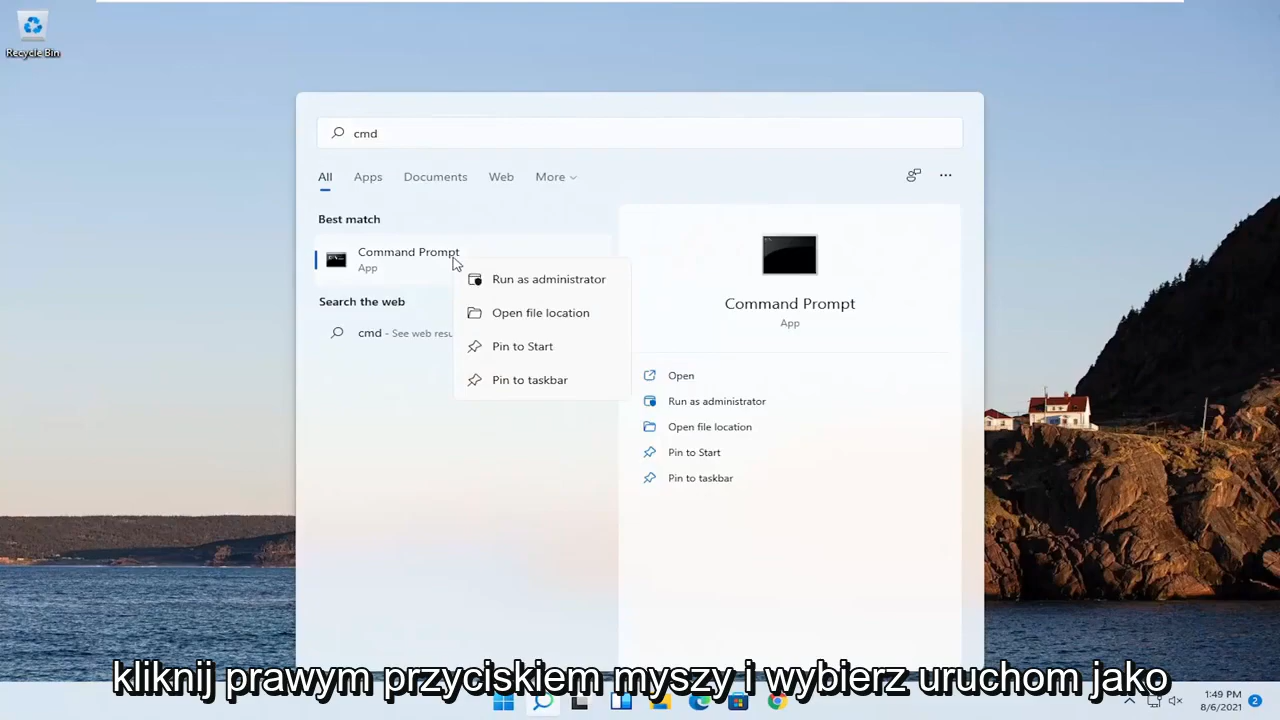 Recycle Bin
cmd
All Apps Documents Web More
Best match
Command Prompt
App
Search the web
cmd - See web resu
Run as administrator
Open file location
Pin to Start
Pin to taskbar
Command Prompt
App
Open
Run as administrator
Open file location
Pin to Start
Pin to taskbar
kliknij prawym przyciskiem myszy i wybierz uruchom jako
1:49 PM
8/6/2021
2